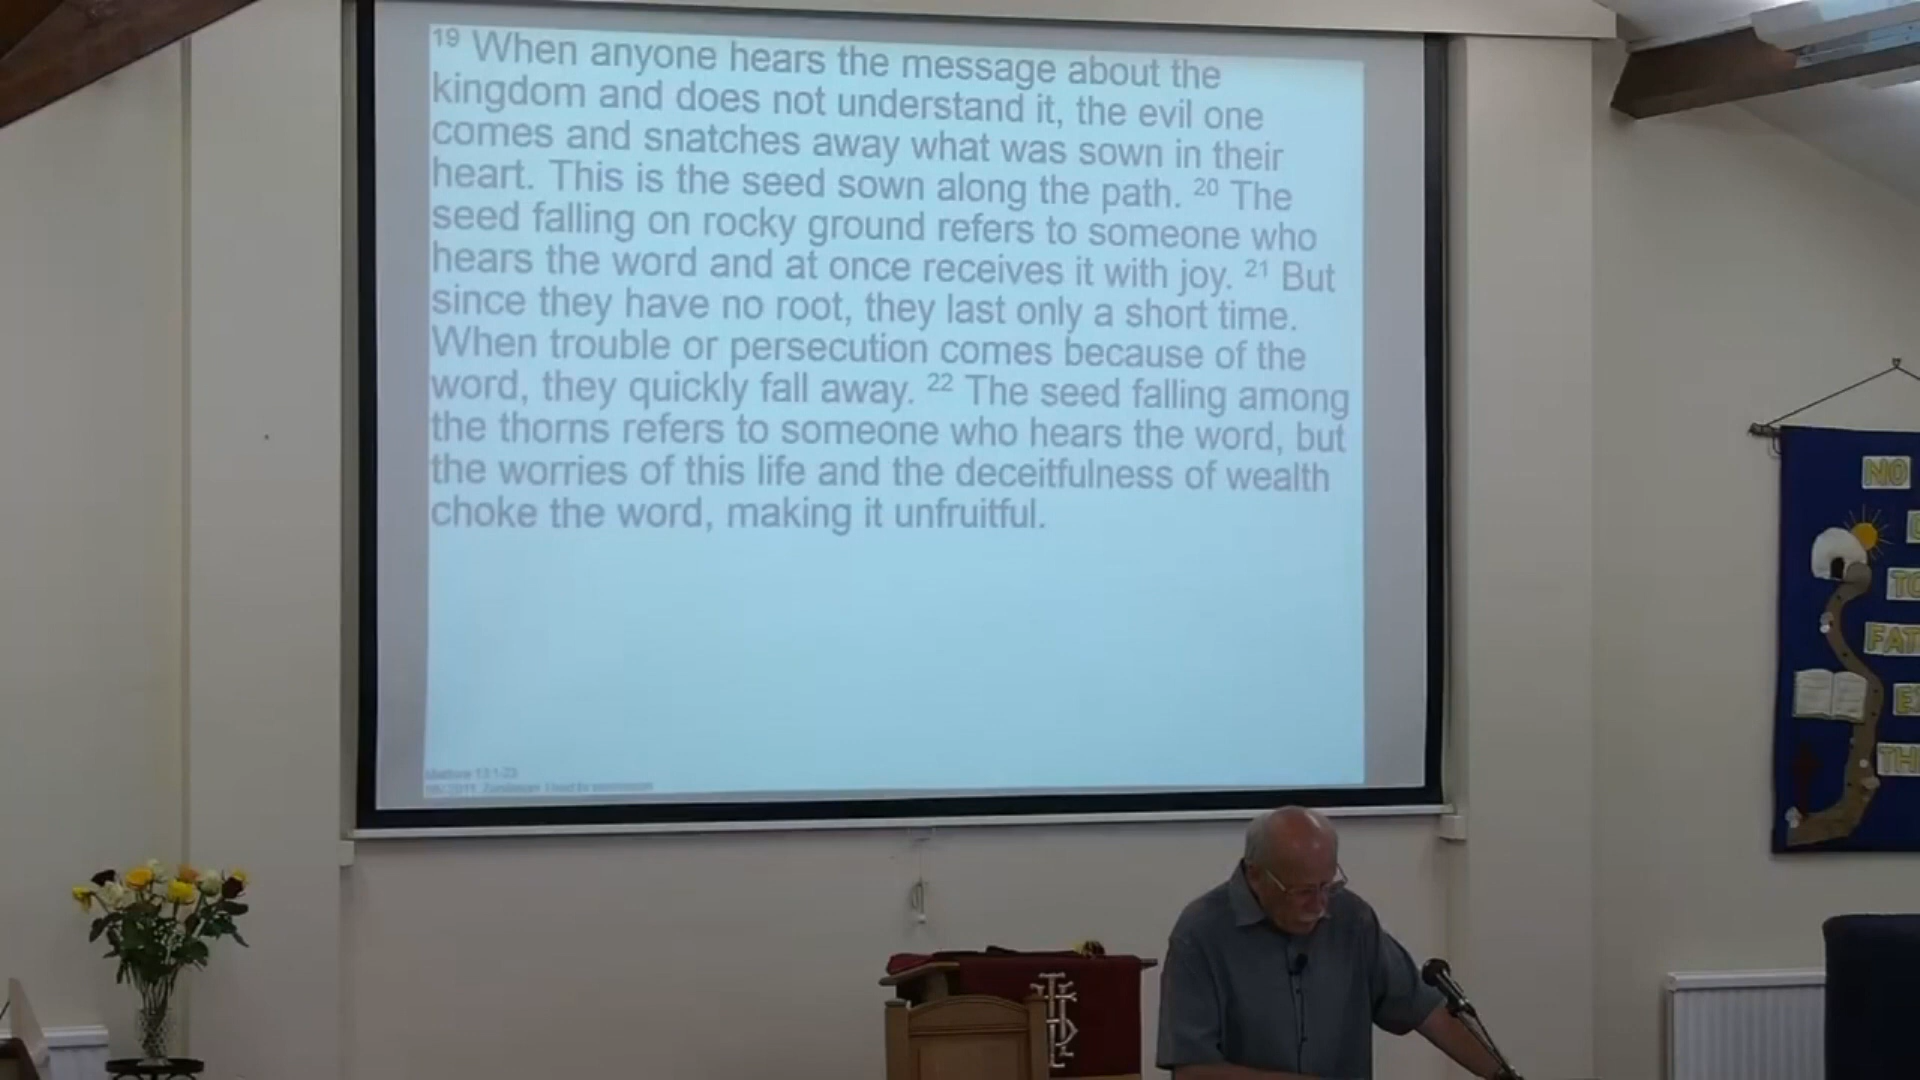 19 When anyone hears the message about the
kingdom and does not understand it, the evil one
comes and snatches away what was sown in their
heart. This is the seed sown along the path. 20 The
seed falling on rocky ground refers to someone who
hears the word and at once receives it with joy. 21 But
since they have no root, they last only a short time.
When trouble or persecution comes because of the
word, they quickly fall away. 22 The seed falling among
the thorns refers to someone who hears the word, but
the worries of this life and the deceitfulness of wealth
choke the word, making it unfruitful.
Matthew 13:1-23
NO
TO
FAT